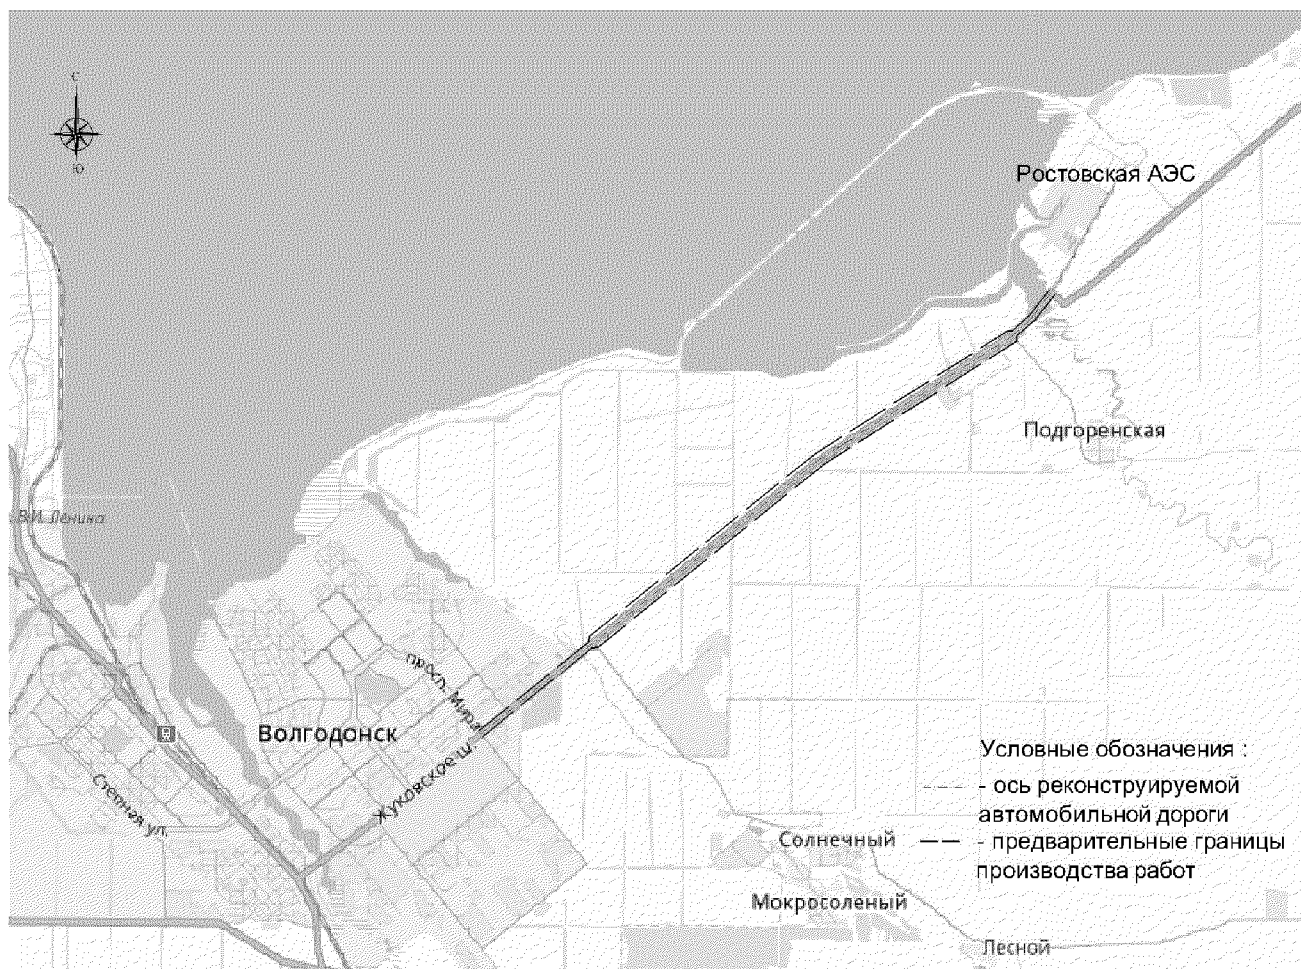 С
Ю
Ростовская АЭС
Подгоренская
В.И. Ленина
просп. Мира
Волгодонск
Жуковское ш.
Степная ул.
Условные обозначения :
- ось реконструируемой
автомобильной дороги
Солнечный
- предварительные границы
производства работ
Мокросоленый
Лесной